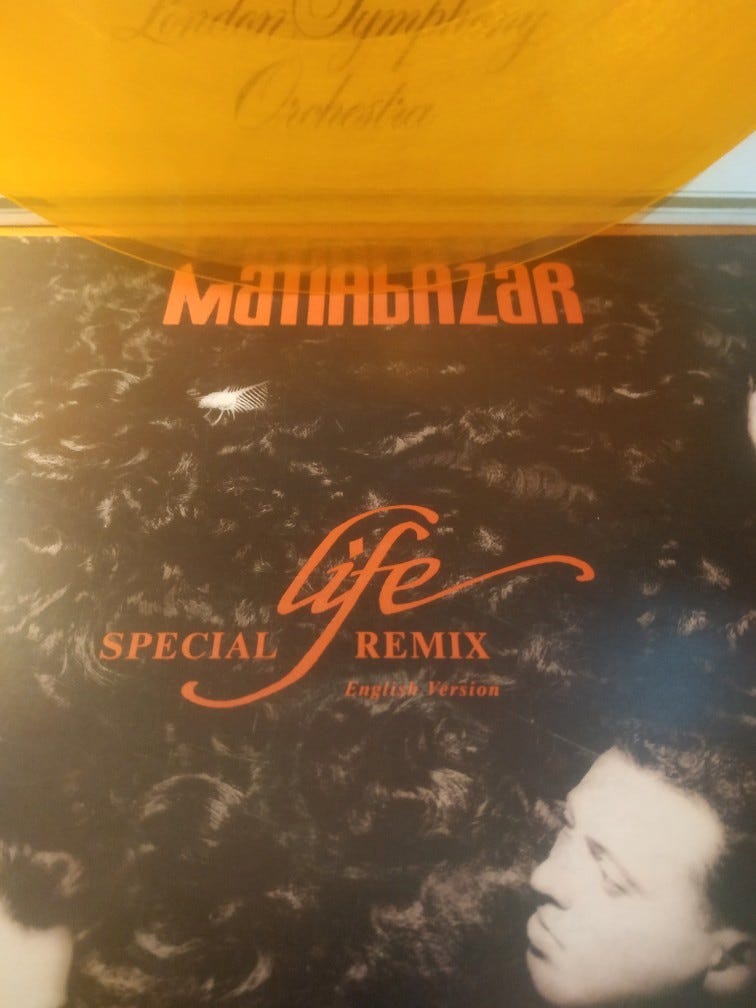 London Symphony
Orchestra
MATIABAZAR
life
SPECIAL REMIX
English Version